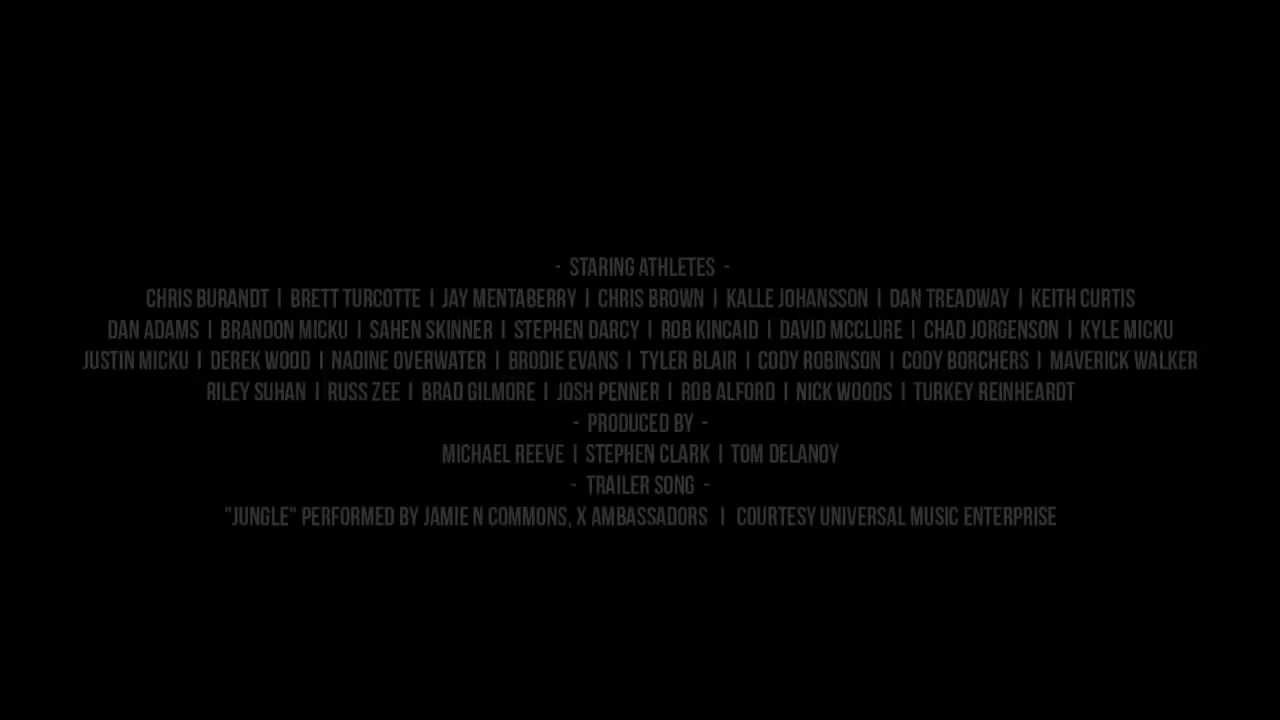 - STARING ATHLETES -
CHRIS BURANDT | BRETT TURCOTTE | JAY MENTABERRY | CHRIS BROWN | KALLE JOHANSSON | DAN TREADWAY | KEITH CURTIS
DAN ADAMS | BRANDON MICKU | SAHEN SKINNER | STEPHEN DARCY | ROB KINCAID | DAVID MCCLURE | CHAD JORGENSON | KYLE MICKU
JUSTIN MICKU | DEREK WOOD | NADINE OVERWATER | BRODIE EVANS | TYLER BLAIR | CODY ROBINSON | CODY BORCHERS | MAVERICK WALKER
RILEY SUHAN | RUSS ZEE | BRAD GILMORE | JOSH PENNER | ROB ALFORD | NICK WOODS | TURKEY REINHEARDT
- PRODUCED BY -
MICHAEL REEVE | STEPHEN CLARK | TOM DELANOY
- TRAILER SONG -
"JUNGLE" PERFORMED BY JAMIE N COMMONS, X AMBASSADORS | COURTESY UNIVERSAL MUSIC ENTERPRISE